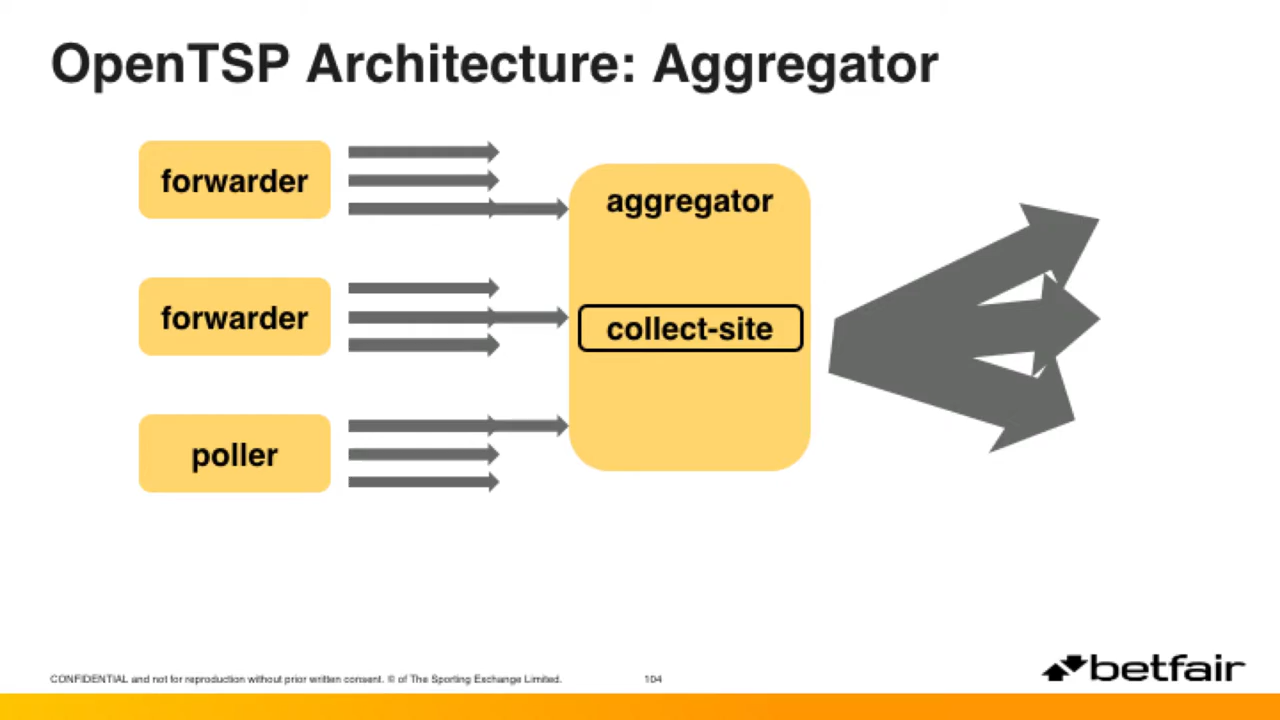 OpenTSP Architecture: Aggregator
forwarder
aggregator
forwarder
collect-site
poller
CONFIDENTIAL and not for reproduction without prior written consent. © of The Sporting Exchange Limited.
104
betfair